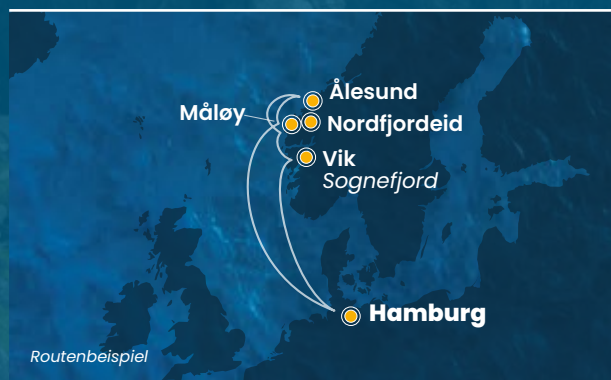 Ålesund
Måløy
Nordfjordeid
Vik
Sognefjord
Hamburg
Routenbeispiel